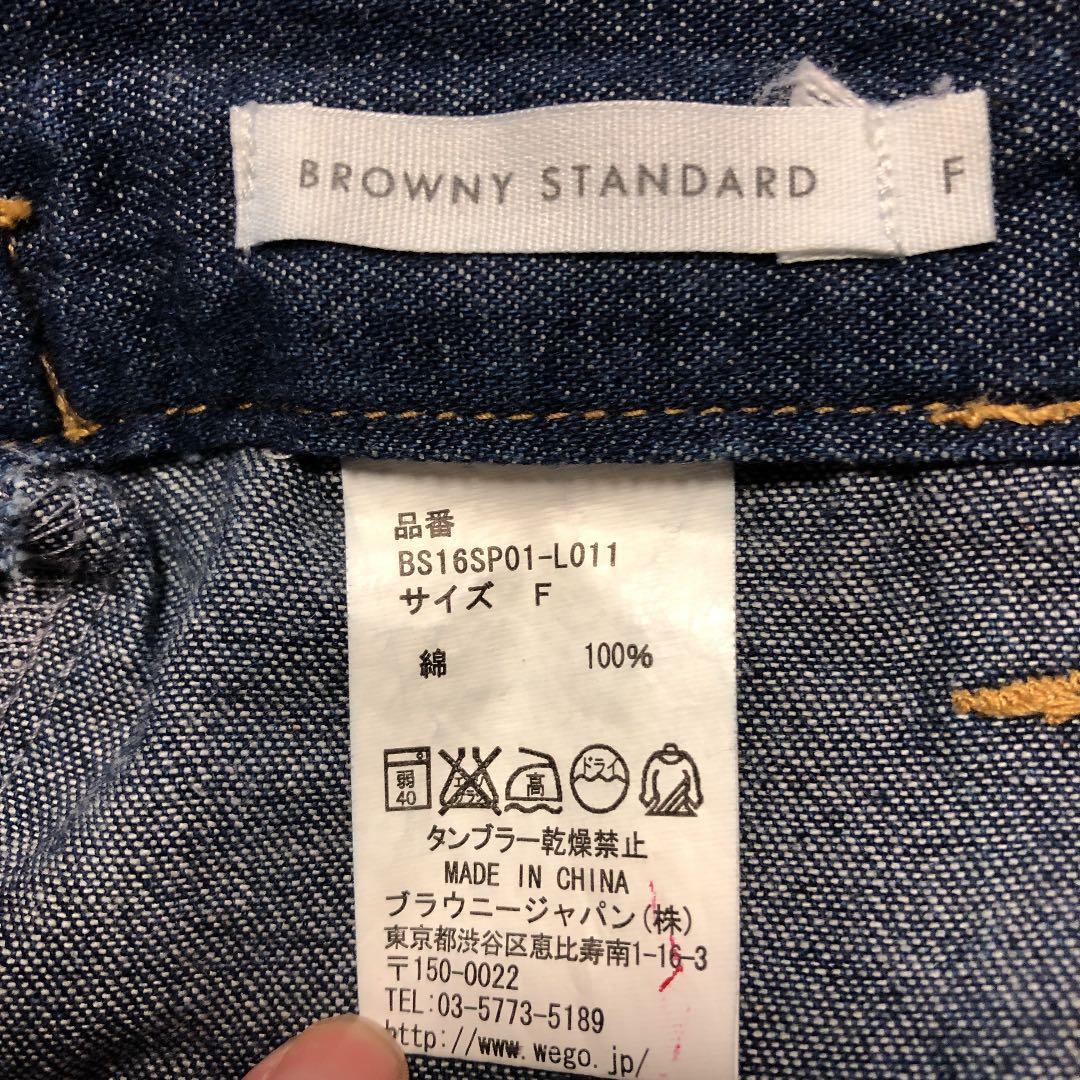 BROWNY STANDARD F
品番
BS16SP01-L011
サイズ F
綿 100%
弱 40 高 ドライ
タンブラー乾燥禁止
MADE IN CHINA
ブラウニージャパン(株)
東京都渋谷区恵比寿南1-16-3
〒150-0022
TEL:03-5773-5189
http://www.wego.jp/